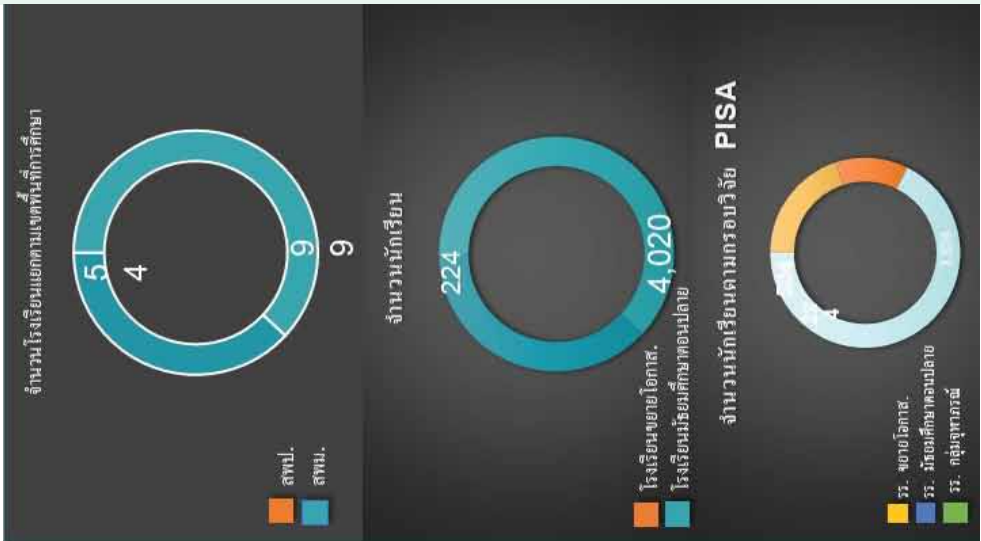 จำนวนโรงเรียนแยกตามเขตพื้นที่การศึกษา
5
4
9
9
สพป.
สพม.
จำนวนนักเรียน
224
4,020
โรงเรียนขยายโอกาส.
โรงเรียนมัธยมศึกษาตอนปลาย
จำนวนนักเรียนตามกรอบวิจัย PISA
4
รร. ขยายโอกาส.
รร. มัธยมศึกษาตอนปลาย
รร. กลุ่มจุฬาภรณ์